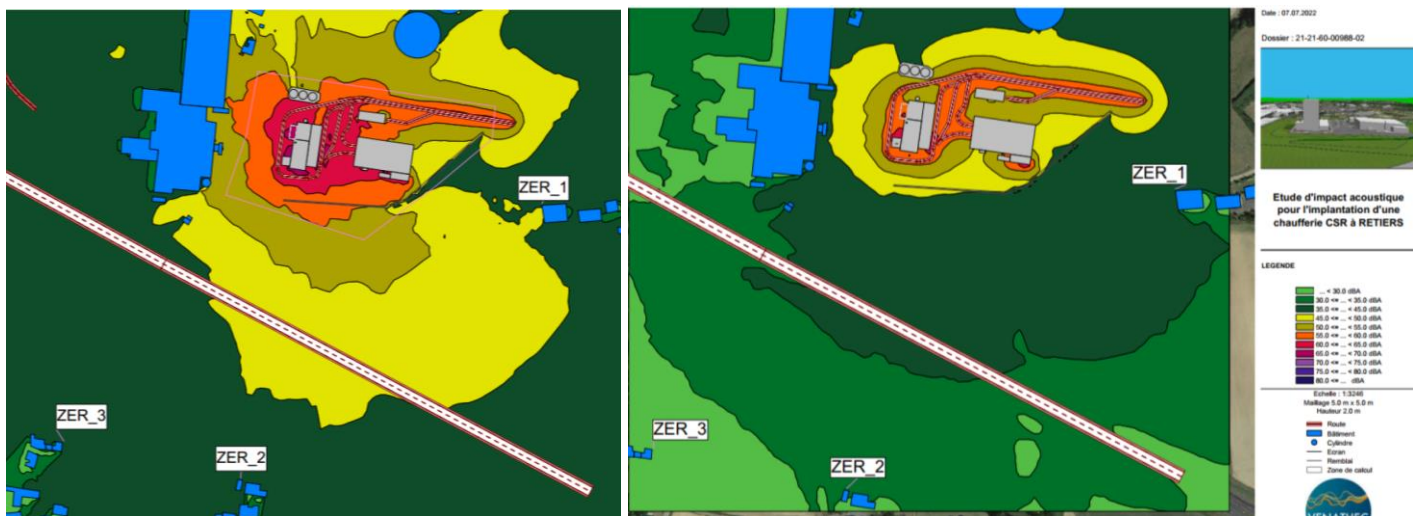 ZER_1
ZER_3
ZER_2
ZER_1
ZER_3
ZER_2
Date : 07.07.2022
Dossier : 21-21-60-00988-02
Etude d'impact acoustique
pour l'implantation d'une
chaufferie CSR à RETIERS
LEGENDE
... < 30.0 dBA
30.0 <= ... < 35.0 dBA
35.0 <= ... < 45.0 dBA
45.0 <= ... < 50.0 dBA
50.0 <= ... < 55.0 dBA
55.0 <= ... < 60.0 dBA
60.0 <= ... < 65.0 dBA
65.0 <= ... < 70.0 dBA
70.0 <= ... < 75.0 dBA
75.0 <= ... < 80.0 dBA
80.0 <= ... dBA
Echelle : 1:3246
Maillage 5.0 m x 5.0 m
Hauteur 2.0 m
Route
Bâtiment
Cylindre
Ecran
Remblai
Zone de calcul
VENATHEC